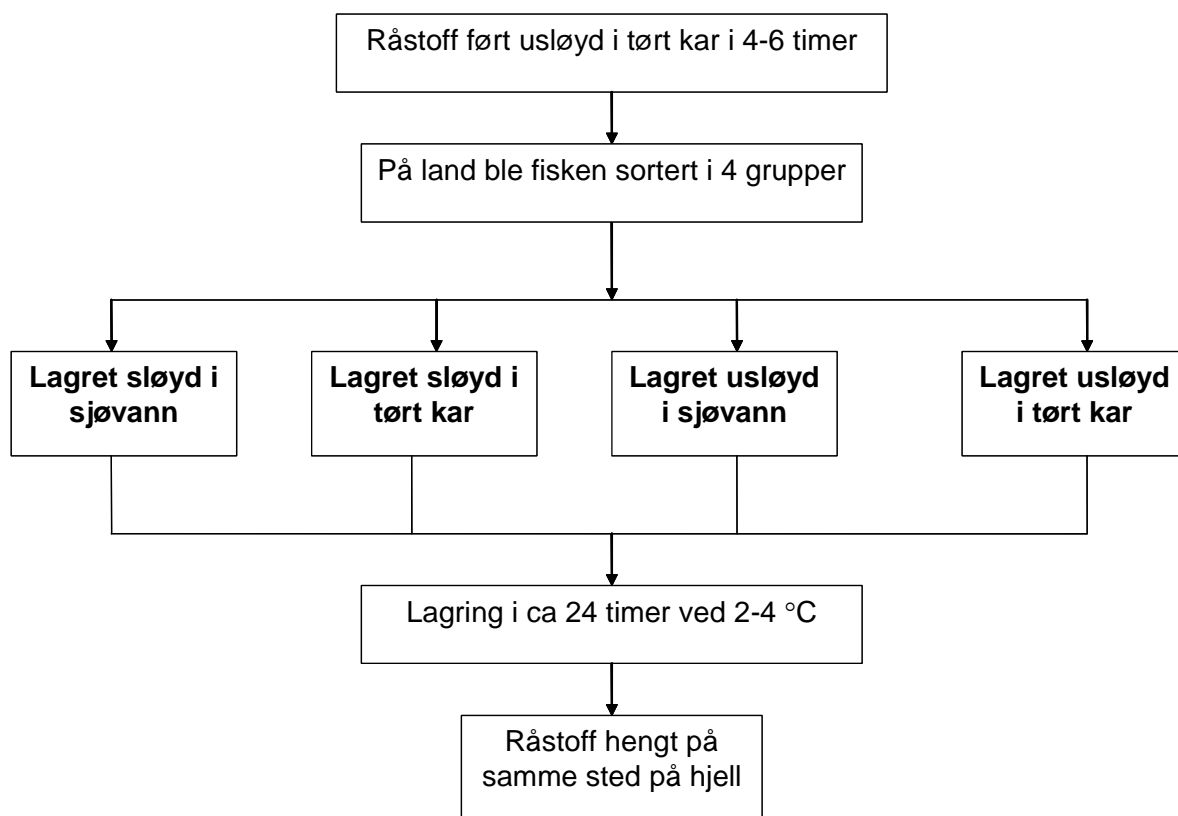 Råstoff ført usløyd i tørt kar i 4-6 timer
På land ble fisken sortert i 4 grupper
Lagret sløyd i
sjøvann
Lagret sløyd i
tørt kar
Lagret usløyd
i sjøvann
Lagret usløyd
i tørt kar
Lagring i ca 24 timer ved 2-4 °C
Råstoff hengt på
samme sted på hjell